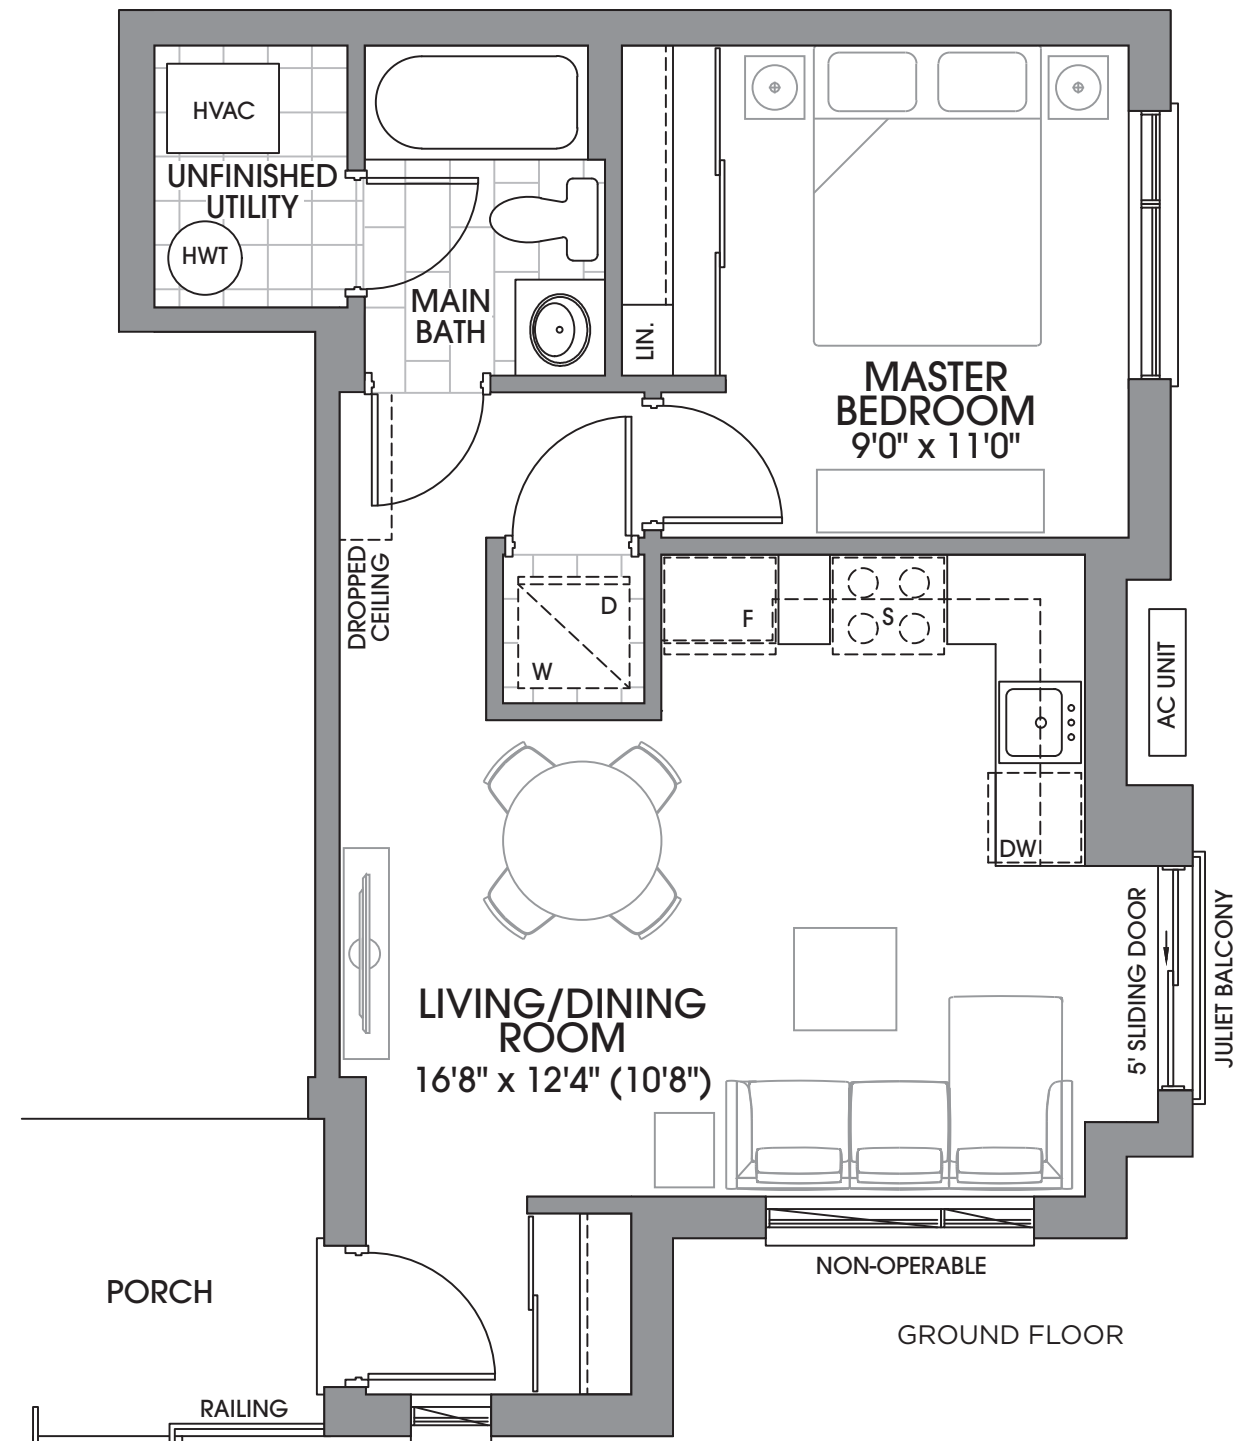 HVAC
UNFINISHED
UTILITY
HWT
MAIN
BATH
LIN.
MASTER
BEDROOM
9'0" x 11'0"
DROPPED
CEILING
D
W
F
S
AC UNIT
DW
5' SLIDING DOOR
JULIET BALCONY
LIVING/DINING
ROOM
16'8" x 12'4" (10'8")
NON-OPERABLE
PORCH
GROUND FLOOR
RAILING